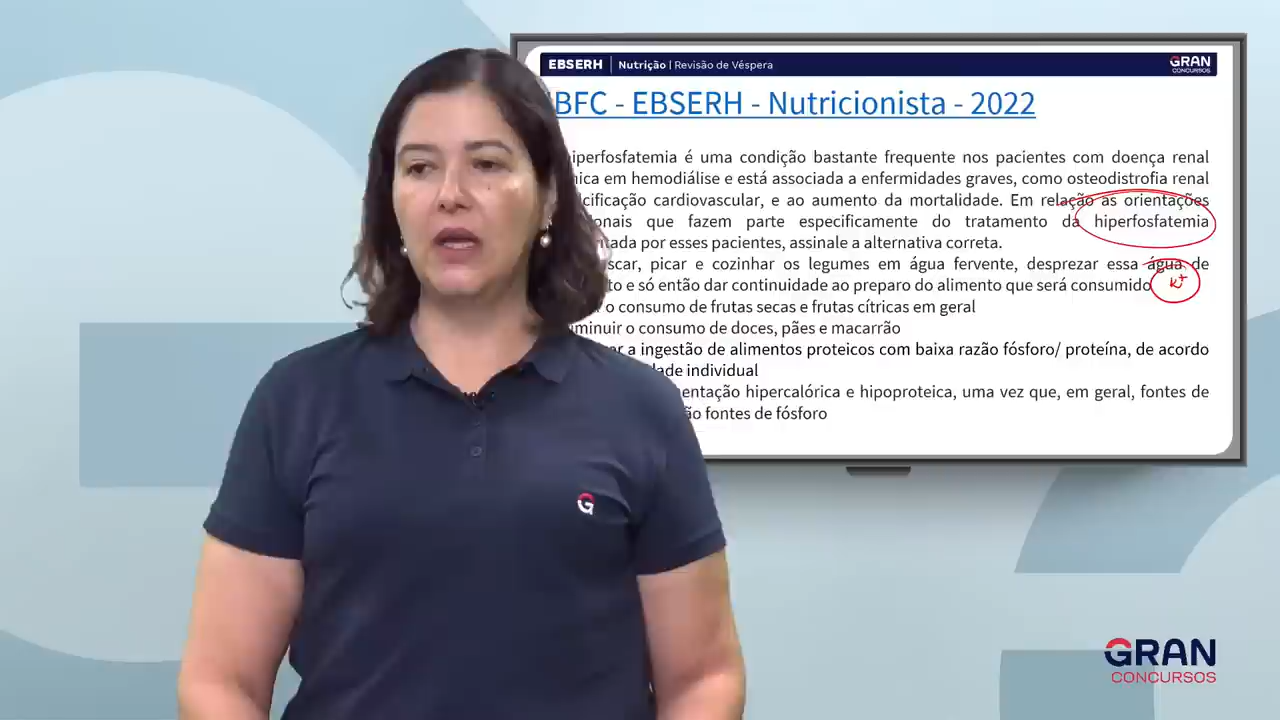 EBSERH | Nutrição | Revisão de Véspera
GRAN
CONCURSOS
BFC - EBSERH - Nutricionista - 2022
iperfosfatemia é uma condição bastante frequente nos pacientes com doença renal
nica em hemodiálise e está associada a enfermidades graves, como osteodistrofia renal
cificação cardiovascular, e ao aumento da mortalidade. Em relação às orientações
onais que fazem parte especificamente do tratamento da hiperfosfatemia
ntada por esses pacientes, assinale a alternativa correta.
scar, picar e cozinhar os legumes em água fervente, desprezar essa água de
to e só então dar continuidade ao preparo do alimento que será consumido
K+
o consumo de frutas secas e frutas cítricas em geral
minuir o consumo de doces, pães e macarrão
er a ingestão de alimentos proteicos com baixa razão fósforo/ proteína, de acordo
dade individual
mentação hipercalórica e hipoproteica, uma vez que, em geral, fontes de
ão fontes de fósforo
G
GRAN
CONCURSOS